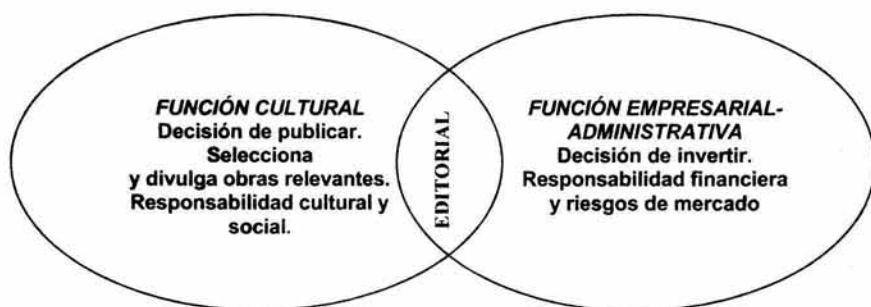 FUNCIÓN CULTURAL
Decisión de publicar.
Selecciona
y divulga obras relevantes.
Responsabilidad cultural y
social.
EDITORIAL
FUNCIÓN EMPRESARIAL-
ADMINISTRATIVA
Decisión de invertir.
Responsabilidad financiera
y riesgos de mercado